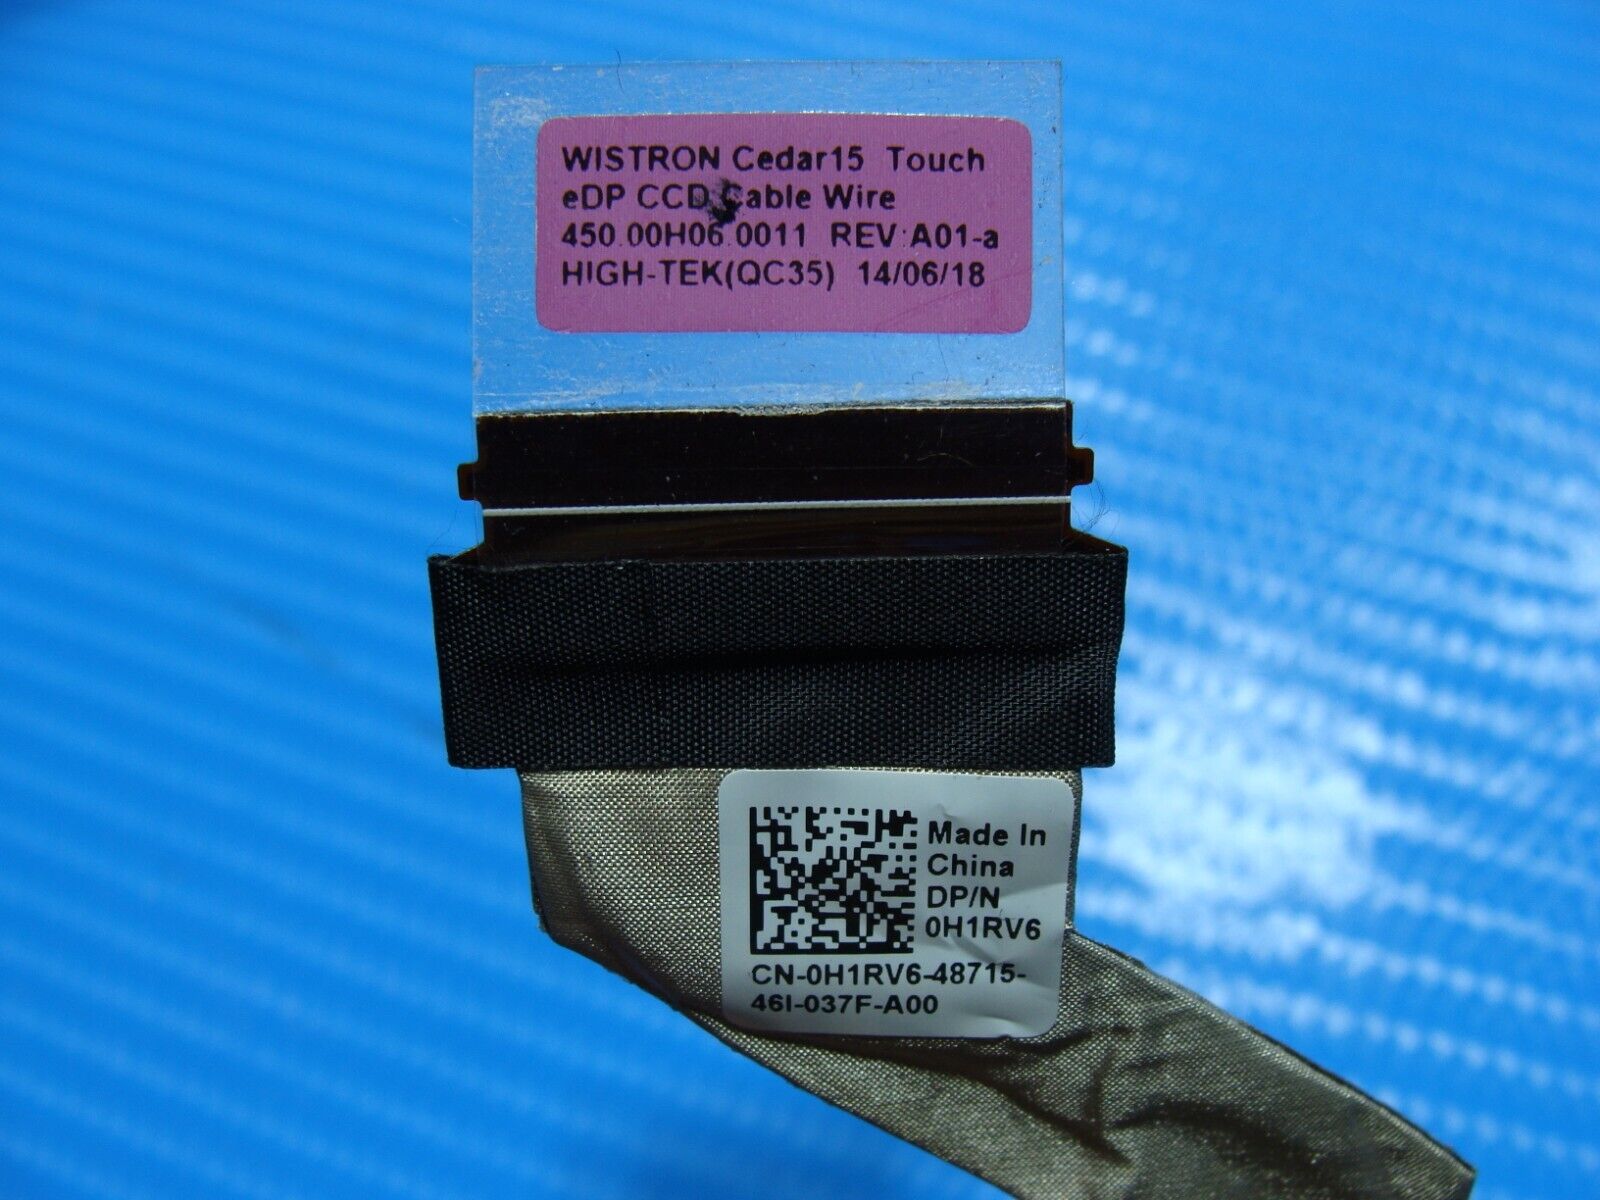 WISTRON Cedar15 Touch
eDP CCD Cable Wire
450.00H06.0011 REV:A01-a
HIGH-TEK(QC35) 14/06/18
Made In
China
DP/N
0H1RV6
CN-0H1RV6-48715-
46I-037F-A00